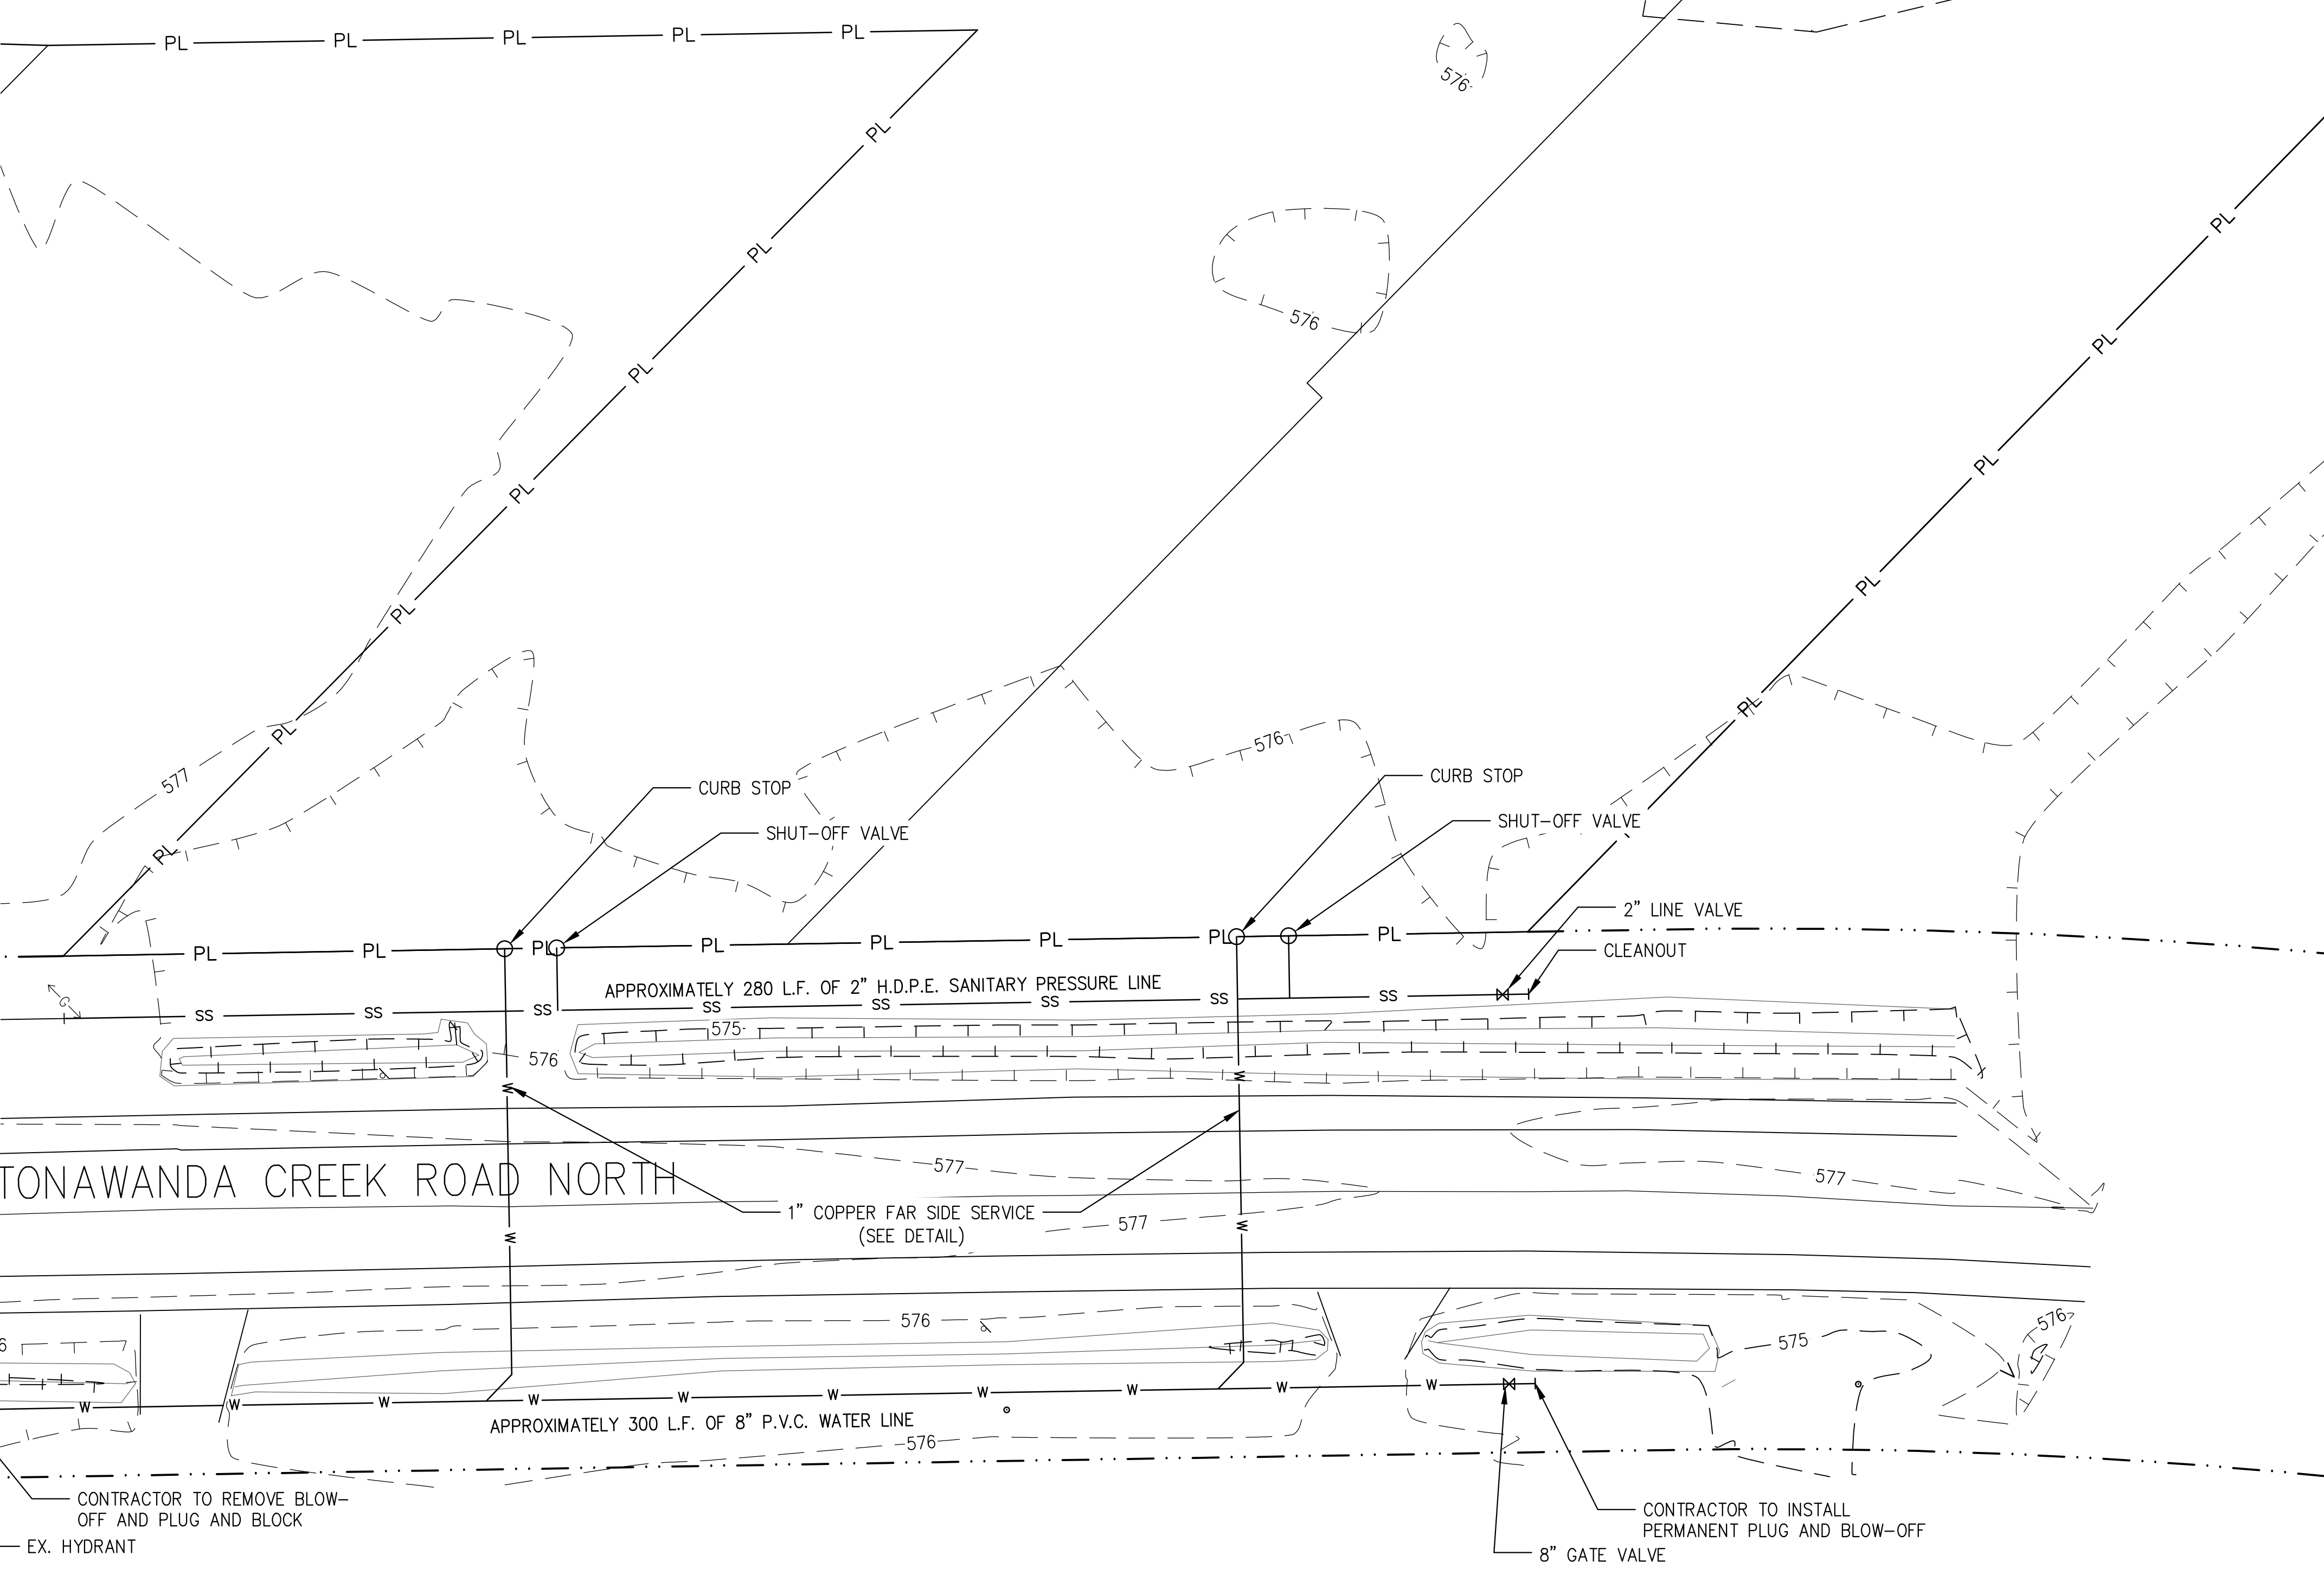 PL PL PL PL PL
576
PL
PL
PL
576
PL
PL
PL
PL
PL
PL
PL
PL
PL
577
PL
576
CURB STOP
CURB STOP
SHUT-OFF VALVE
SHUT-OFF VALVE
2" LINE VALVE
CLEANOUT
PL PL PL PL PL PL PL PL
APPROXIMATELY 280 L.F. OF 2" H.D.P.E. SANITARY PRESSURE LINE
G
SS SS SS SS SS SS SS SS
575
576
W
W
577
577
TONAWANDA CREEK ROAD NORTH
1" COPPER FAR SIDE SERVICE
(SEE DETAIL)
577
W
W
576
576
575
6
W W W W W W W W W W
APPROXIMATELY 300 L.F. OF 8" P.V.C. WATER LINE
576
CONTRACTOR TO REMOVE BLOW-
OFF AND PLUG AND BLOCK
EX. HYDRANT
CONTRACTOR TO INSTALL
PERMANENT PLUG AND BLOW-OFF
8" GATE VALVE